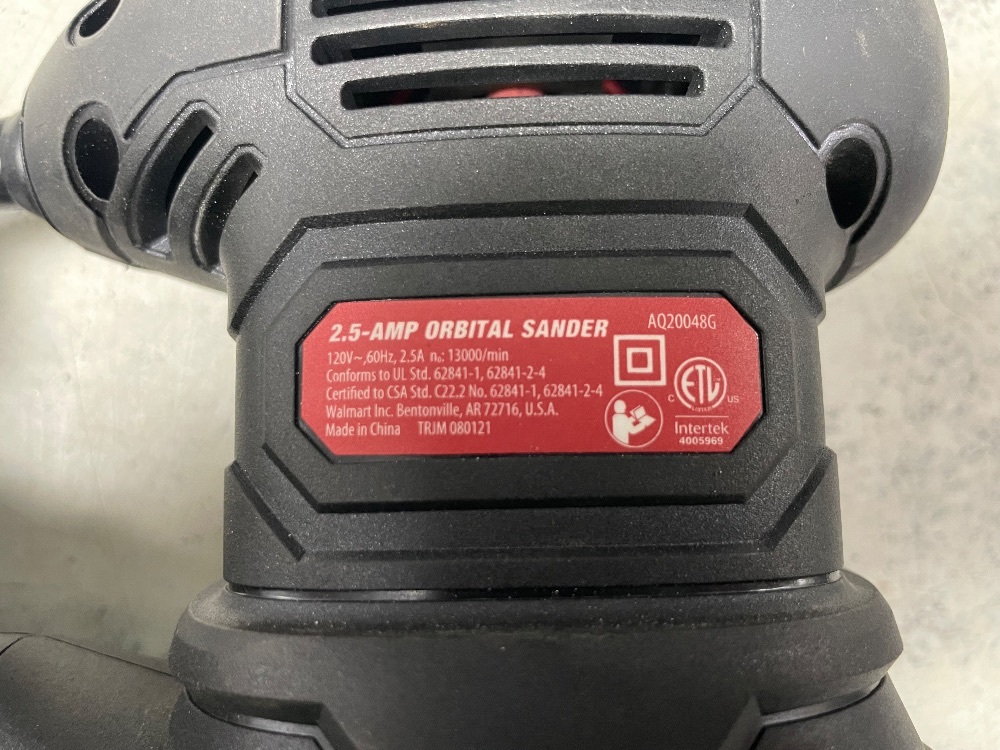 2.5-AMP ORBITAL SANDER
AQ20048G
120V~,60Hz, 2.5A n₀: 13000/min
Conforms to UL Std. 62841-1, 62841-2-4
Certified to CSA Std. C22.2 No. 62841-1, 62841-2-4
Walmart Inc. Bentonville, AR 72716, U.S.A.
Made in China TRJM 080121
C ETL US
Intertek
4005969